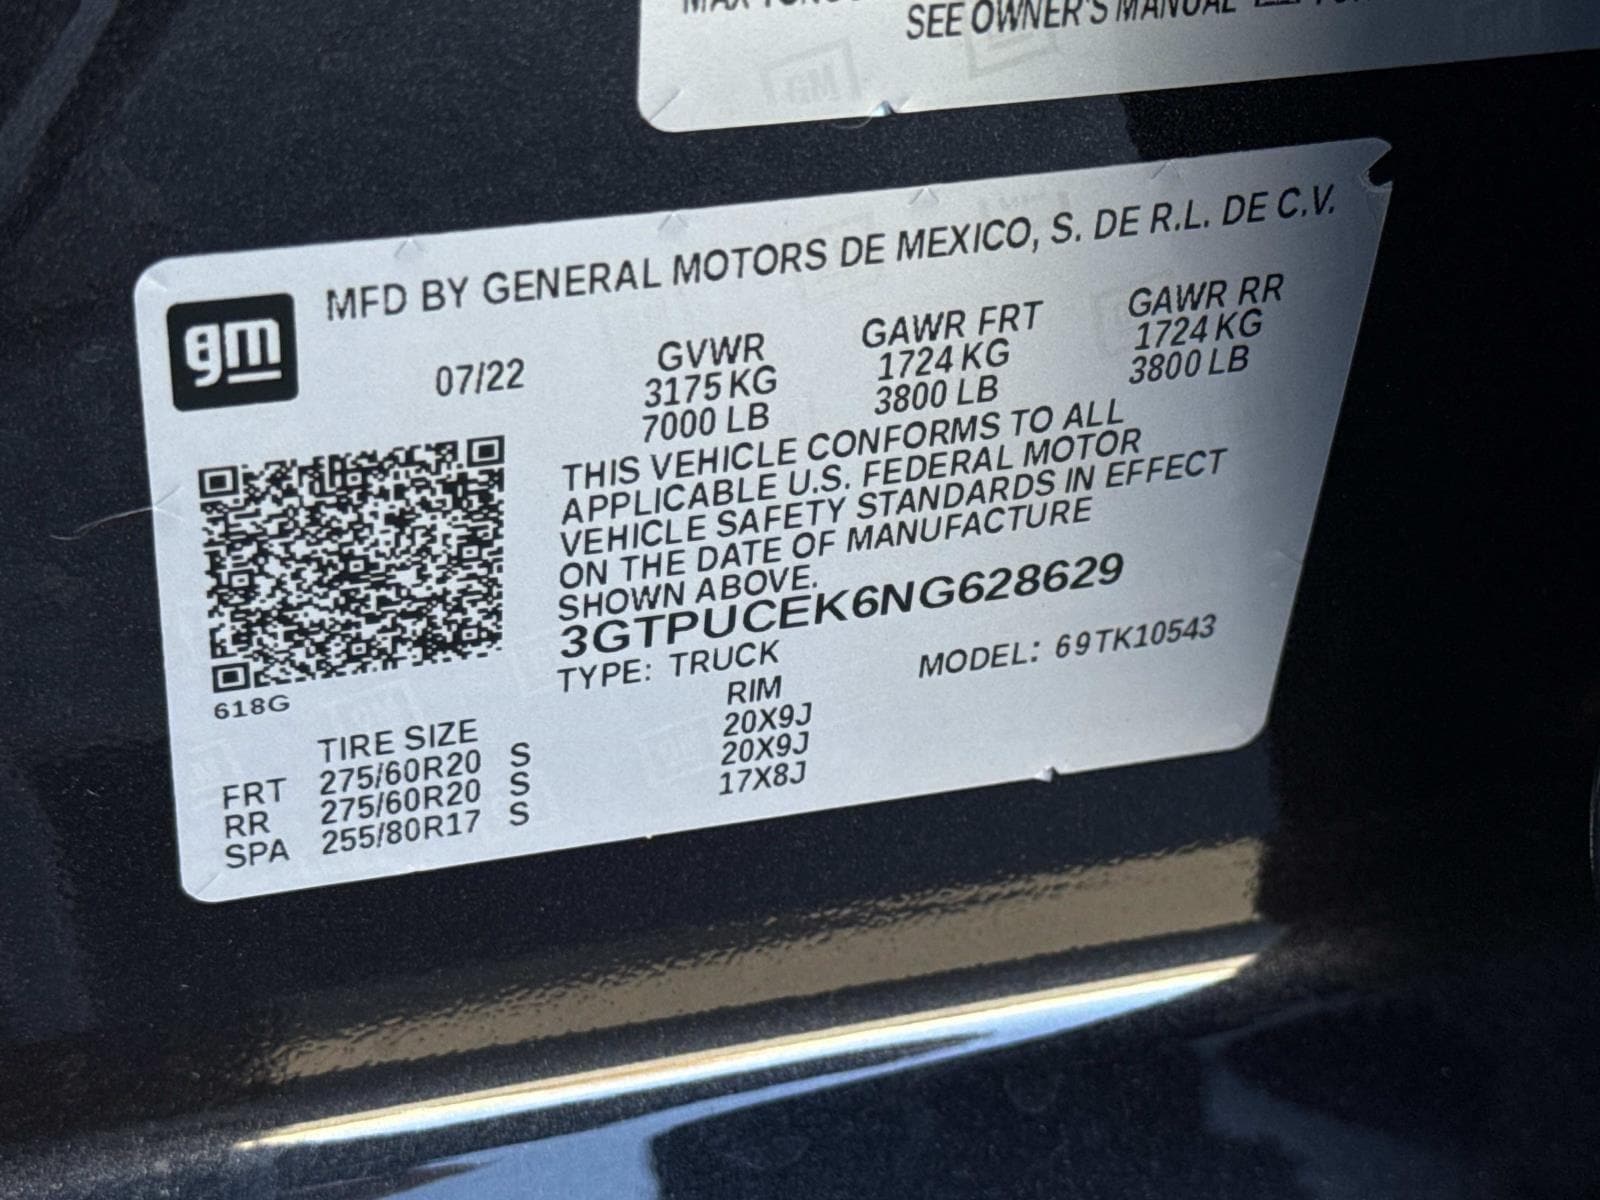 SEE OWNER'S MANUAL
gm
MFD BY GENERAL MOTORS DE MEXICO, S. DE R.L. DE C.V.
07/22
GVWR
3175 KG
7000 LB
GAWR FRT
1724 KG
3800 LB
GAWR RR
1724 KG
3800 LB
THIS VEHICLE CONFORMS TO ALL
APPLICABLE U.S. FEDERAL MOTOR
VEHICLE SAFETY STANDARDS IN EFFECT
ON THE DATE OF MANUFACTURE
SHOWN ABOVE.
3GTPUCEK6NG628629
TYPE: TRUCK MODEL: 69TK10543
618G
TIRE SIZE RIM
FRT 275/60R20 S 20X9J
RR 275/60R20 S 20X9J
SPA 255/80R17 S 17X8J